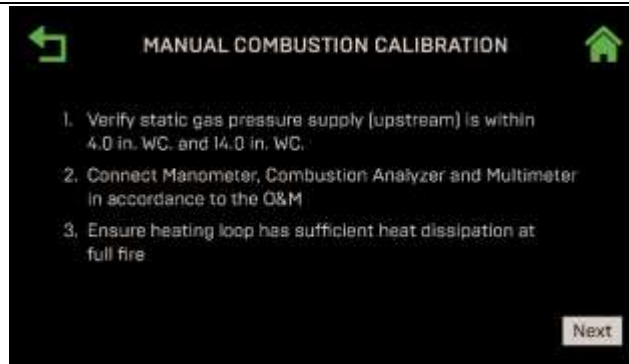 MANUAL COMBUSTION CALIBRATION
1. Verify static gas pressure supply (upstream) is within
4.0 in. WC. and 14.0 in. WC.
2. Connect Manometer, Combustion Analyzer and Multimeter
in accordance to the O&M
3. Ensure heating loop has sufficient heat dissipation at
full fire
Next